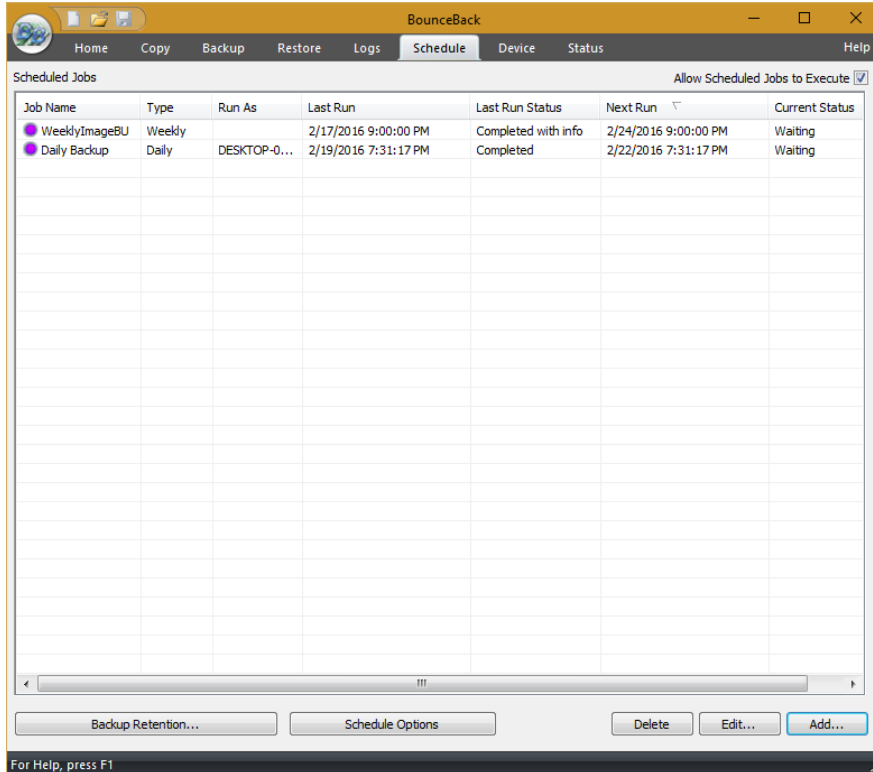 BounceBack
Home Copy Backup Restore Logs Schedule Device Status Help
Scheduled Jobs Allow Scheduled Jobs to Execute
Job Name Type Run As Last Run Last Run Status Next Run Current Status
WeeklyImageBU Weekly 2/17/2016 9:00:00 PM Completed with info 2/24/2016 9:00:00 PM Waiting
Daily Backup Daily DESKTOP-0... 2/19/2016 7:31:17 PM Completed 2/22/2016 7:31:17 PM Waiting
Backup Retention... Schedule Options Delete Edit... Add...
For Help, press F1